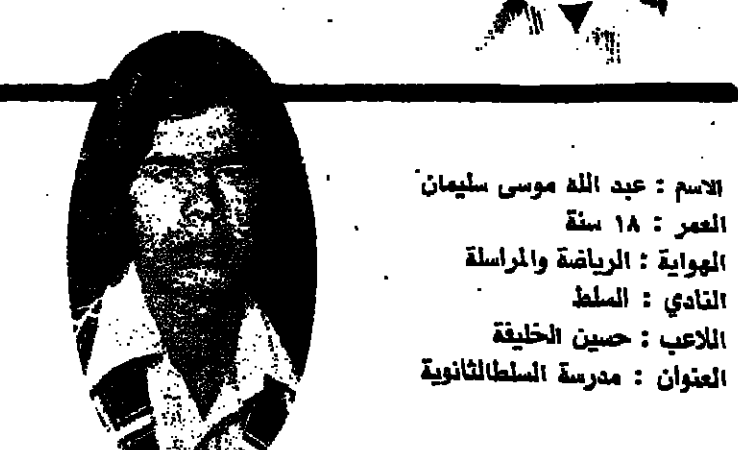 الاسم : عبد الله موسى سليمان
العمر : ١٨ سنة
الهواية : الرياضة والمراسلة
النادي : السلط
اللاعب : حسين الخليفة
العنوان : مدرسة السلطالثانوية